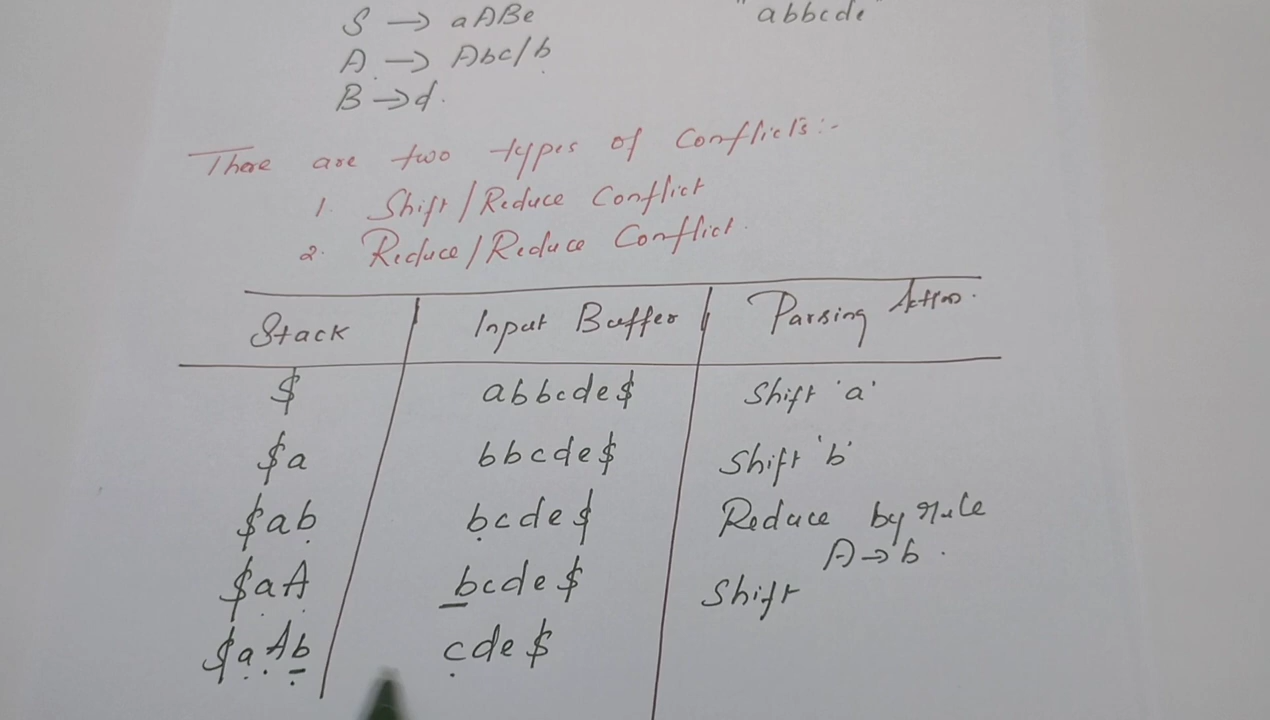 S → aABe "abbcde"
A → Abc/b
B → d.
There are two types of Conflicts:-
1. Shift/Reduce Conflict
2. Reduce/Reduce Conflict.
Stack Input Buffer Parsing Action.
$ abbcde$ Shift 'a'
$a bbcde$ Shift 'b'
$ab bcde$ Reduce by rule
A→b.
$aA bcde$ Shift
$aAb cde$